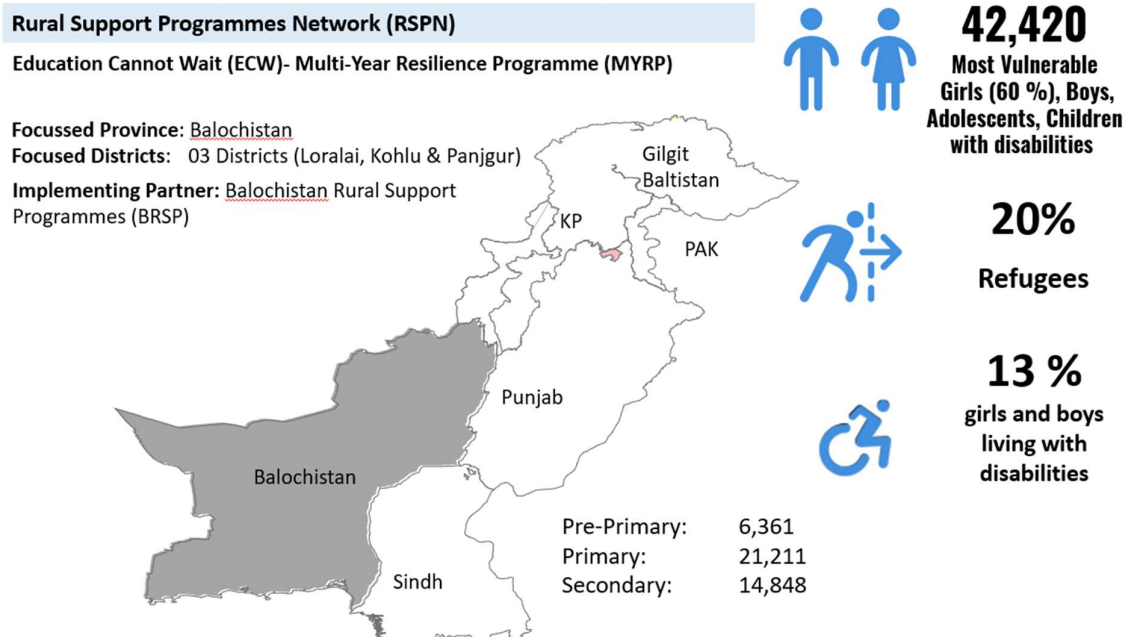 Rural Support Programmes Network (RSPN)
Education Cannot Wait (ECW)- Multi-Year Resilience Programme (MYRP)
Focussed Province: Balochistan
Focused Districts: 03 Districts (Loralai, Kohlu & Panjgur)
Implementing Partner: Balochistan Rural Support
Programmes (BRSP)
42,420
Most Vulnerable
Girls (60 %), Boys,
Adolescents, Children
with disabilities
20%
Refugees
13 %
girls and boys
living with
disabilities
Gilgit
Baltistan
KP
PAK
Punjab
Balochistan
Sindh
Pre-Primary: 6,361
Primary: 21,211
Secondary: 14,848